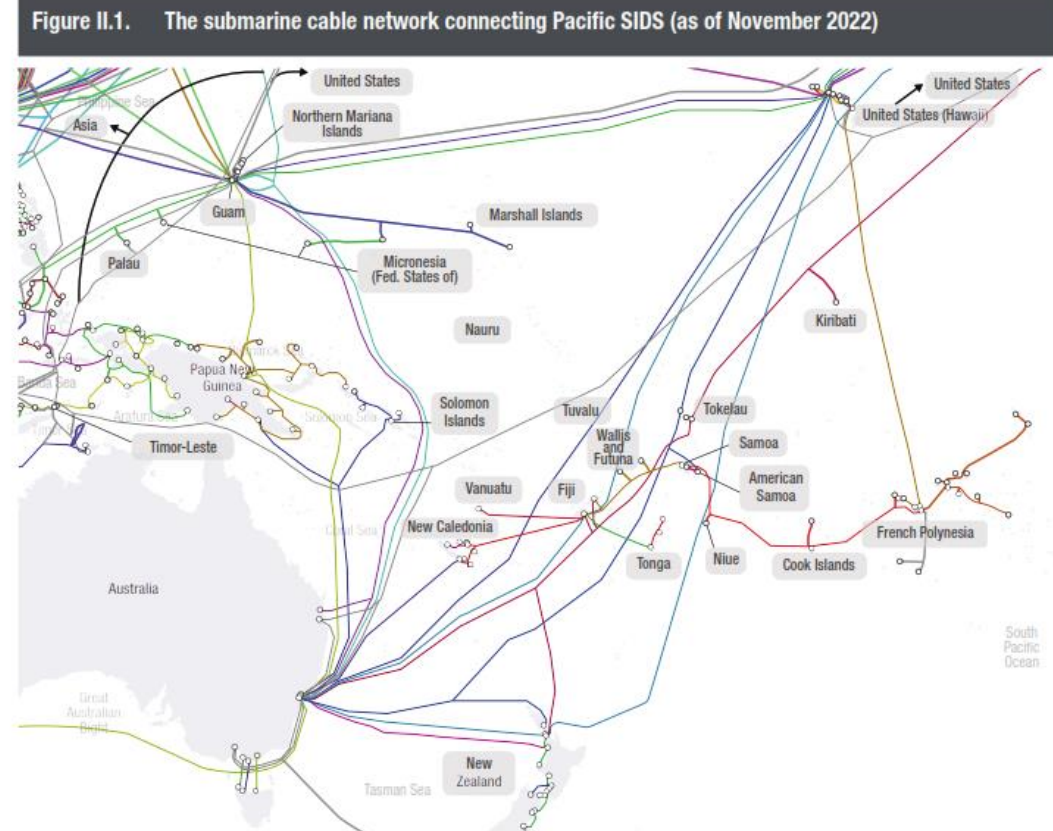 Figure II.1. The submarine cable network connecting Pacific SIDS (as of November 2022)
United States
Philippine Sea
Asia
Northern Mariana
Islands
United States
United States (Hawaii)
Guam
Marshall Islands
Palau
Micronesia
(Fed. States of)
Kiribati
Nauru
Papua New
Guinea
Banda Sea
Arafura Sea
Solomon Sea
Solomon
Islands
Tuvalu
Tokelau
Timor-Leste
Wallis
and
Futuna
Samoa
American
Samoa
Vanuatu
Fiji
Coral Sea
New Caledonia
French Polynesia
Tonga
Niue
Cook Islands
Australia
South
Pacific
Ocean
Great
Australian
Bight
New
Zealand
Tasman Sea